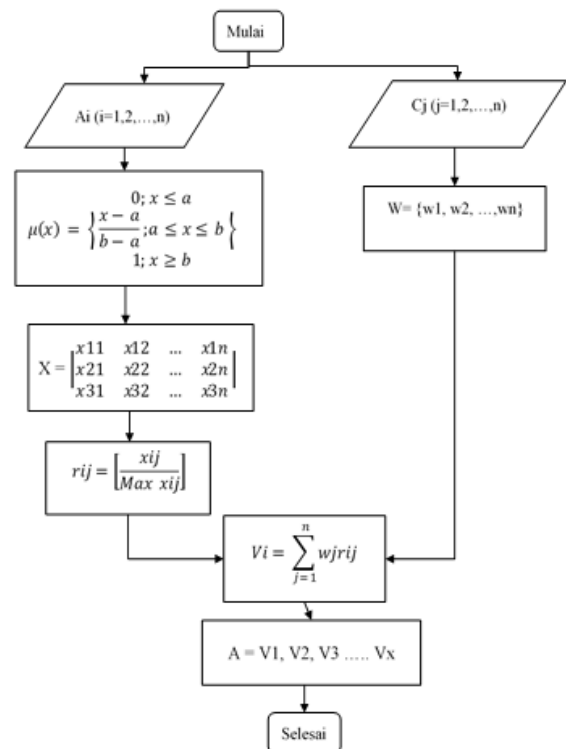 Mulai
Ai (i=1,2,…,n)
Cj (j=1,2,…,n)
0; x ≤ a
μ(x) = { x − a / b − a ; a ≤ x ≤ b {
1; x ≥ b
W= {w1, w2, …,wn}
X = | x11 x12 … x1n |
| x21 x22 … x2n |
| x31 x32 … x3n |
rij = [ xij / Max xij ]
Vi = ∑ n j=1 wjrij
A = V1, V2, V3 ….. Vx
Selesai